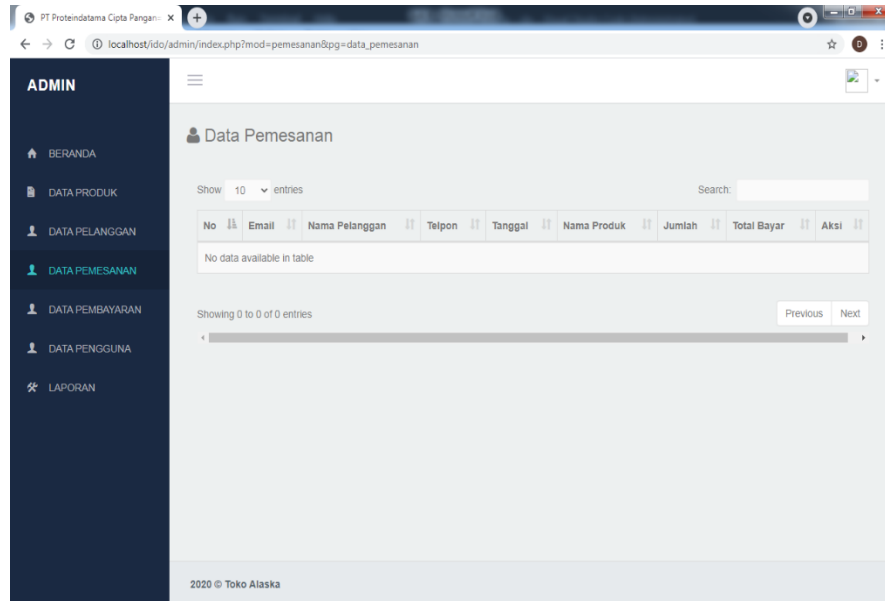 PT Proteindatama Cipta Pangan
localhost/ido/admin/index.php?mod=pemesanan&pg=data_pemesanan
D
ADMIN
BERANDA
DATA PRODUK
DATA PELANGGAN
DATA PEMESANAN
DATA PEMBAYARAN
DATA PENGGUNA
LAPORAN
Data Pemesanan
Show 10 entries Search:
No Email Nama Pelanggan Telpon Tanggal Nama Produk Jumlah Total Bayar Aksi
No data available in table
Showing 0 to 0 of 0 entries Previous Next
2020 © Toko Alaska